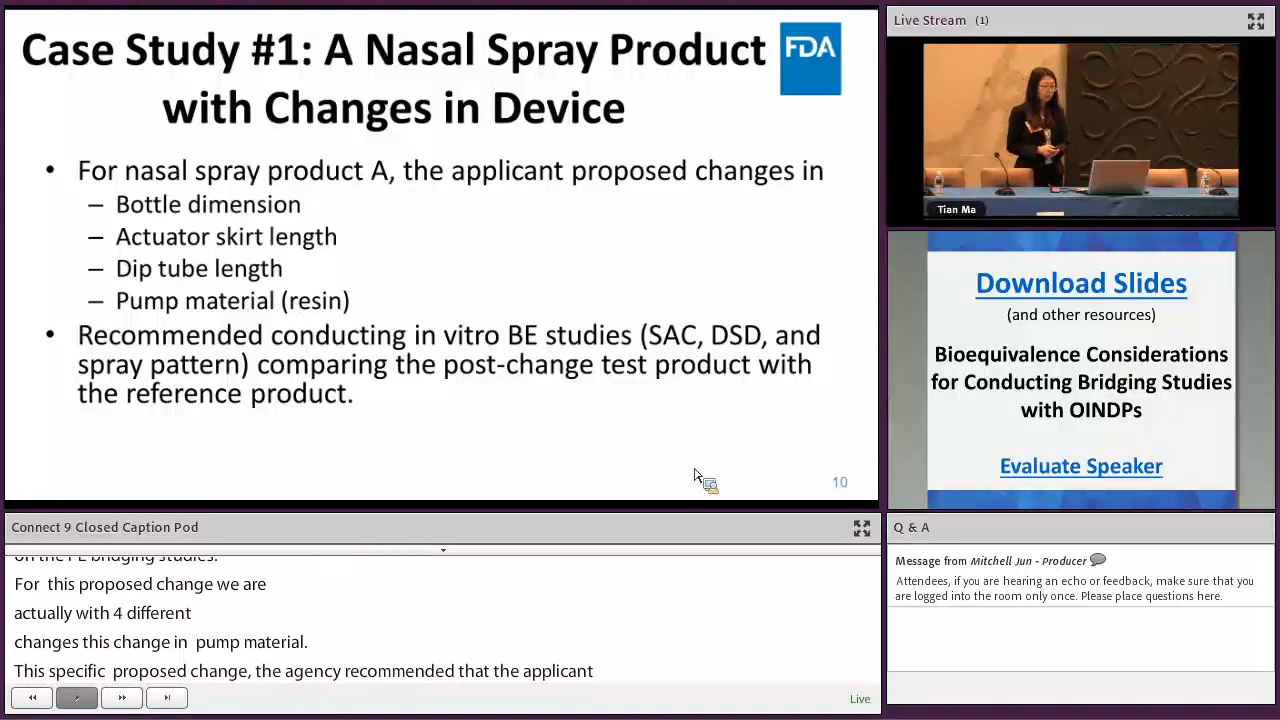 Case Study #1: A Nasal Spray Product
with Changes in Device
FDA
• For nasal spray product A, the applicant proposed changes in
– Bottle dimension
– Actuator skirt length
– Dip tube length
– Pump material (resin)
• Recommended conducting in vitro BE studies (SAC, DSD, and
spray pattern) comparing the post-change test product with
the reference product.
10
Live Stream (1)
Tian Ma
Download Slides
(and other resources)
Bioequivalence Considerations
for Conducting Bridging Studies
with OINDPs
Evaluate Speaker
Connect 9 Closed Caption Pod
bridging studies.
For this proposed change we are
actually with 4 different
changes this change in pump material.
This specific proposed change, the agency recommended that the applicant
Live
Q & A
Message from Mitchell Jun - Producer
Attendees, if you are hearing an echo or feedback, make sure that you
are logged into the room only once. Please place questions here.